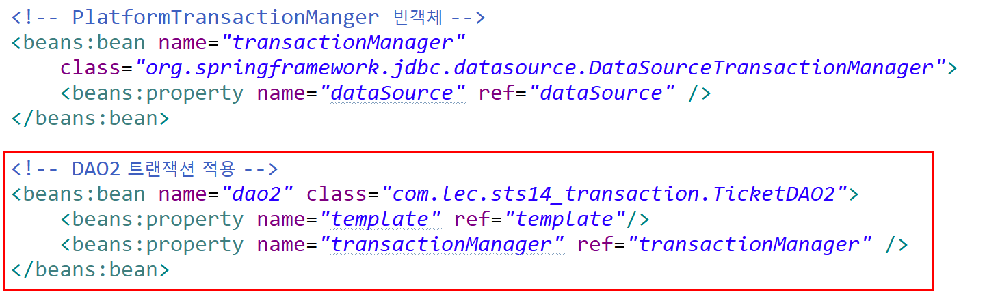 <!-- PlatformTransactionManger 빈객체 -->
<beans:bean name="transactionManager"
class="org.springframework.jdbc.datasource.DataSourceTransactionManager">
<beans:property name="dataSource" ref="dataSource" />
</beans:bean>
<!-- DAO2 트랜잭션 적용 -->
<beans:bean name="dao2" class="com.lec.sts14_transaction.TicketDAO2">
<beans:property name="template" ref="template"/>
<beans:property name="transactionManager" ref="transactionManager" />
</beans:bean>